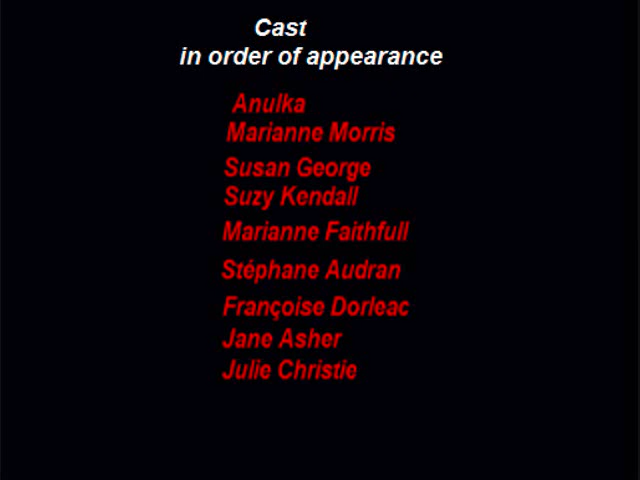 Cast
in order of appearance
Anulka
Marianne Morris
Susan George
Suzy Kendall
Marianne Faithfull
Stéphane Audran
Françoise Dorleac
Jane Asher
Julie Christie